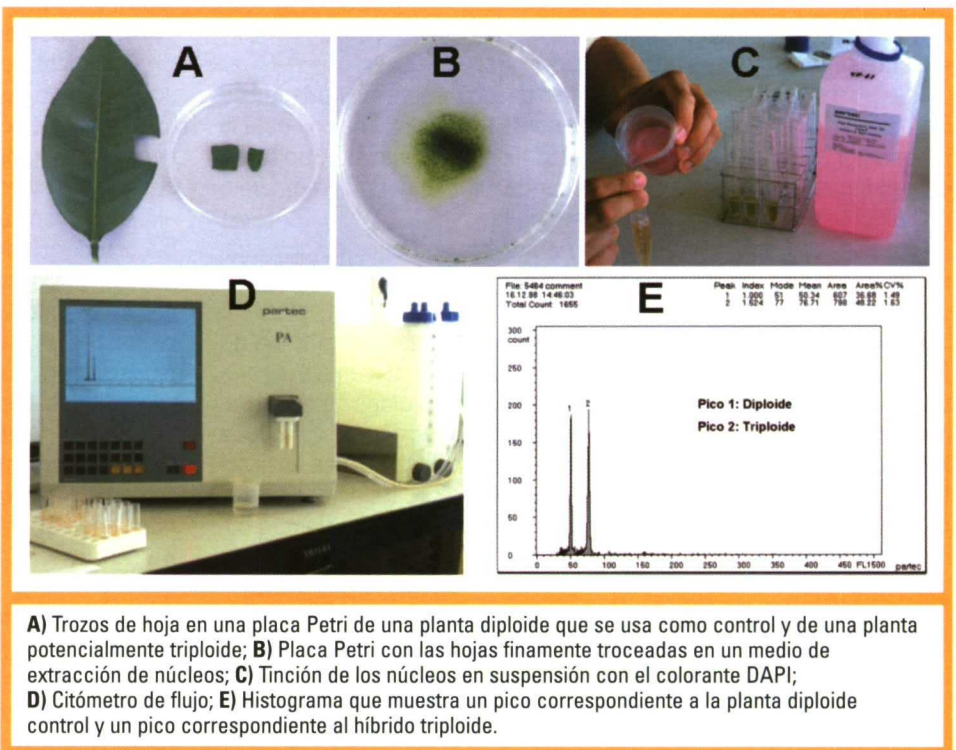 A
B
C
partec
D
partec
PA
E
File: 5464 comment
16.12.98 14:46:03
Total Count 1655
Peak Index Mode Mean Area Area% CV%
1 1.000 51 50.34 607 36.68 1.49
2 1.524 77 76.71 798 48.22 1.63
300
count
250
200
150
100
50
0
1 2
Pico 1: Diploide
Pico 2: Triploide
0 50 100 150 200 250 300 350 400 450 FL1500 partec
A) Trozos de hoja en una placa Petri de una planta diploide que se usa como control y de una planta
potencialmente triploide; B) Placa Petri con las hojas finamente troceadas en un medio de
extracción de núcleos; C) Tinción de los núcleos en suspensión con el colorante DAPI;
D) Citómetro de flujo; E) Histograma que muestra un pico correspondiente a la planta diploide
control y un pico correspondiente al híbrido triploide.